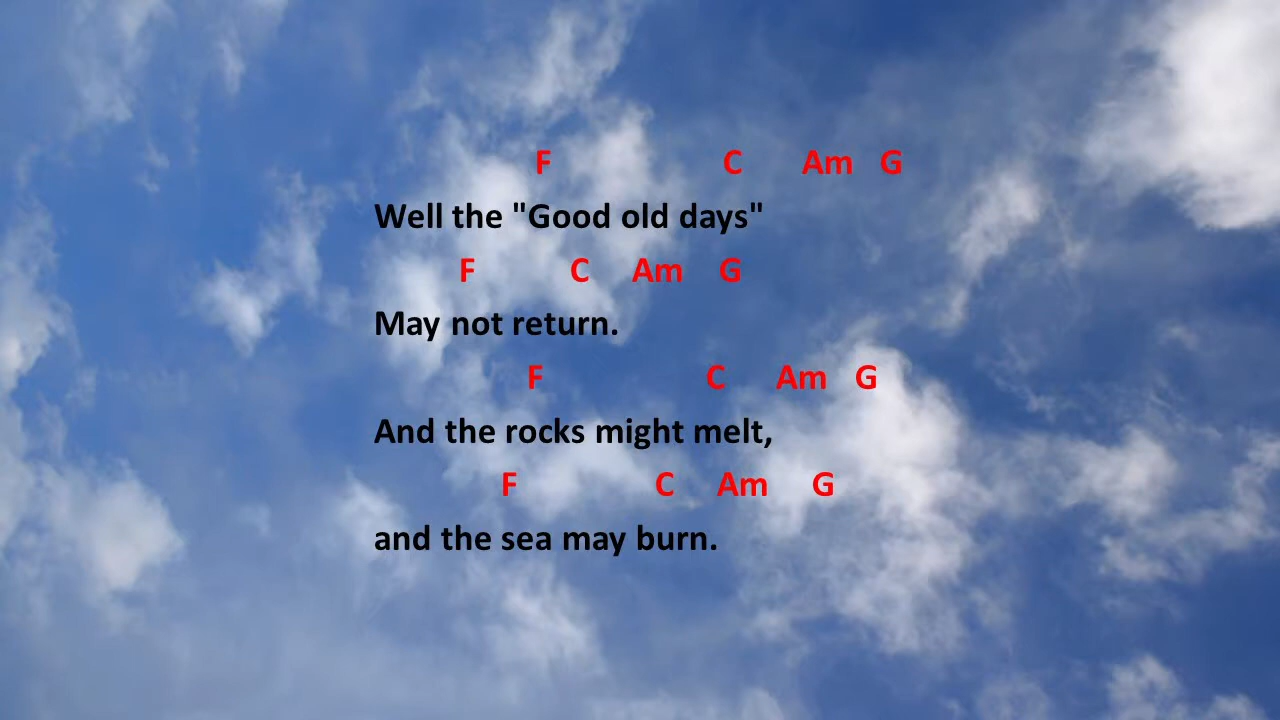 F C Am G
Well the "Good old days"
F C Am G
May not return.
F C Am G
And the rocks might melt,
F C Am G
and the sea may burn.